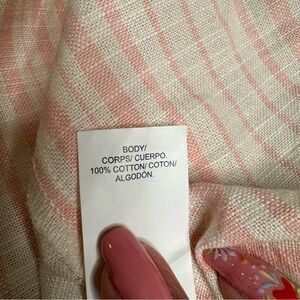 BODY/
CORPS/ CUERPO.
100% COTTON/ COTON/
ALGODÓN.